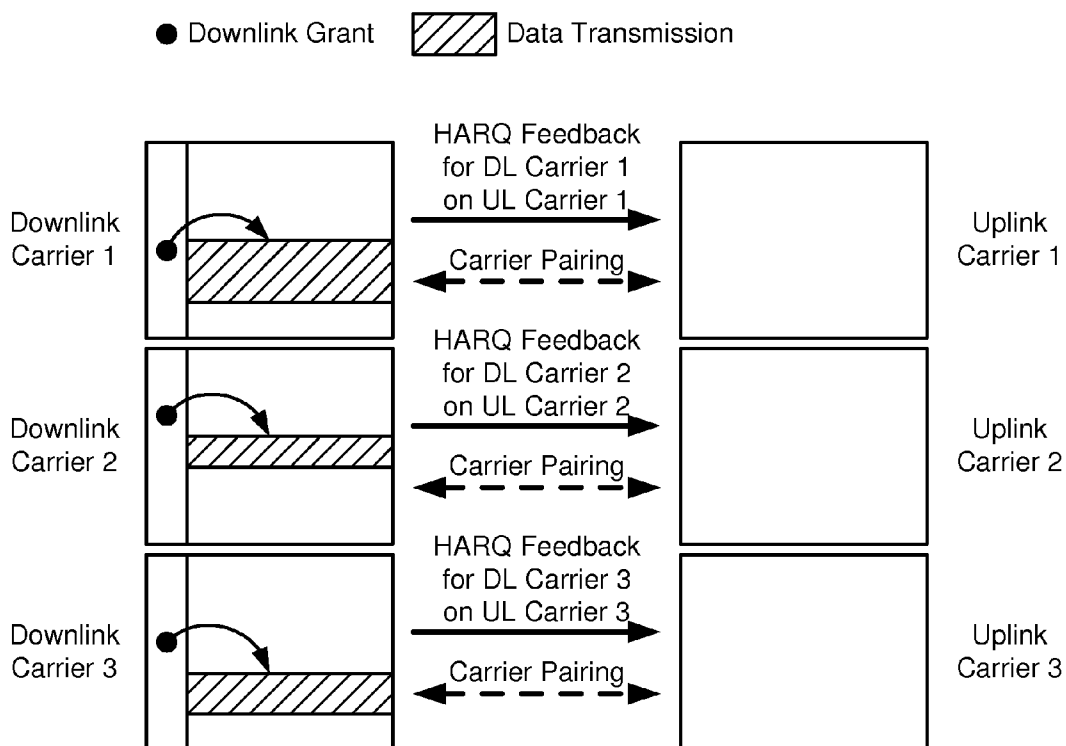 Downlink Grant
Data Transmission
Downlink
Carrier 1
HARQ Feedback
for DL Carrier 1
on UL Carrier 1
Carrier Pairing
Uplink
Carrier 1
Downlink
Carrier 2
HARQ Feedback
for DL Carrier 2
on UL Carrier 2
Carrier Pairing
Uplink
Carrier 2
Downlink
Carrier 3
HARQ Feedback
for DL Carrier 3
on UL Carrier 3
Carrier Pairing
Uplink
Carrier 3